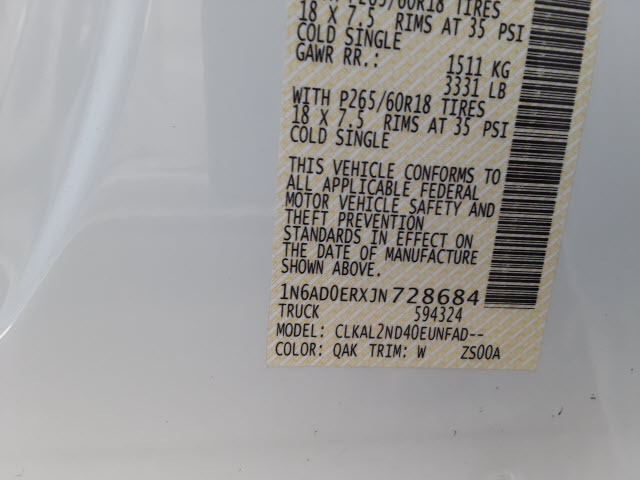 P265/60R18 TIRES
18 X 7.5 RIMS AT 35 PSI
COLD SINGLE
GAWR RR.: 1511 KG
3331 LB
WITH P265/60R18 TIRES
18 X 7.5 RIMS AT 35 PSI
COLD SINGLE
THIS VEHICLE CONFORMS TO
ALL APPLICABLE FEDERAL
MOTOR VEHICLE SAFETY AND
THEFT PREVENTION
STANDARDS IN EFFECT ON
THE DATE OF MANUFACTURE
SHOWN ABOVE.
1N6AD0ERXJN728684
TRUCK 594324
MODEL: CLKAL2ND40EUNFAD--
COLOR: QAK TRIM: W ZS00A